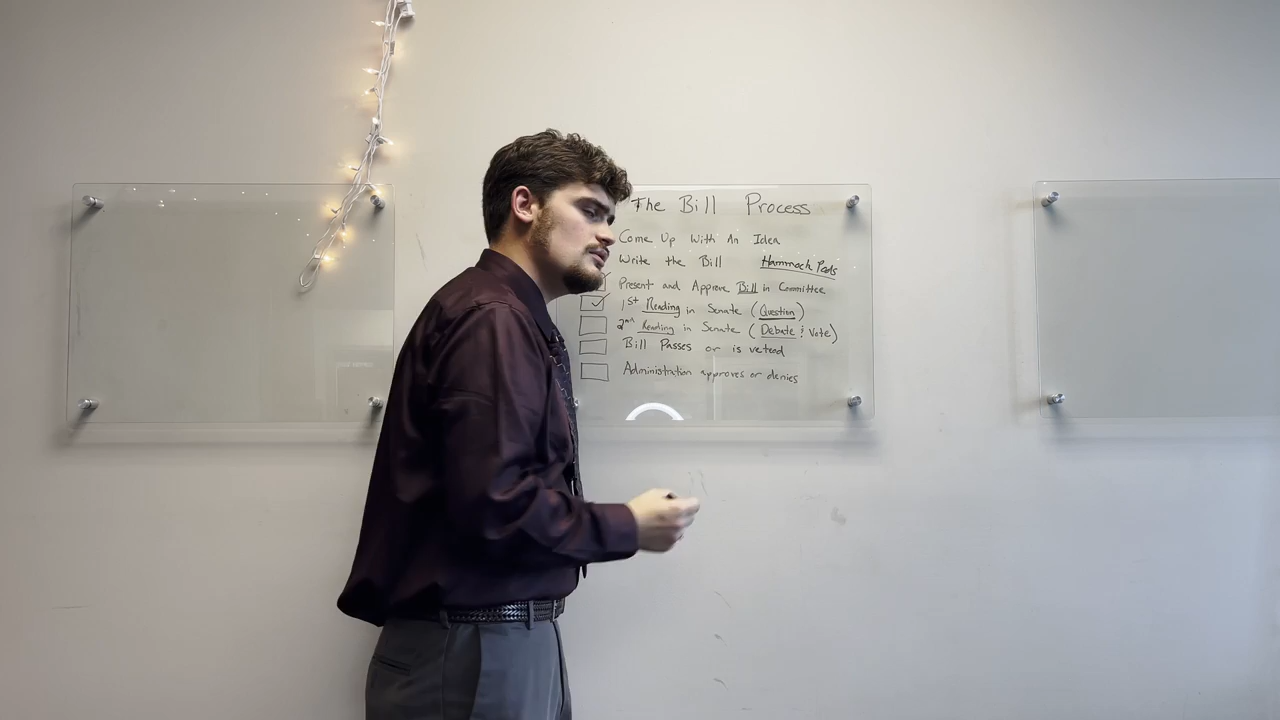 The Bill Process
Come Up With An Idea
Write the Bill Hammock Pads
Present and Approve Bill in Committee
1st Reading in Senate (Question)
2nd Reading in Senate (Debate & Vote)
Bill Passes or is vetoed
Administration approves or denies